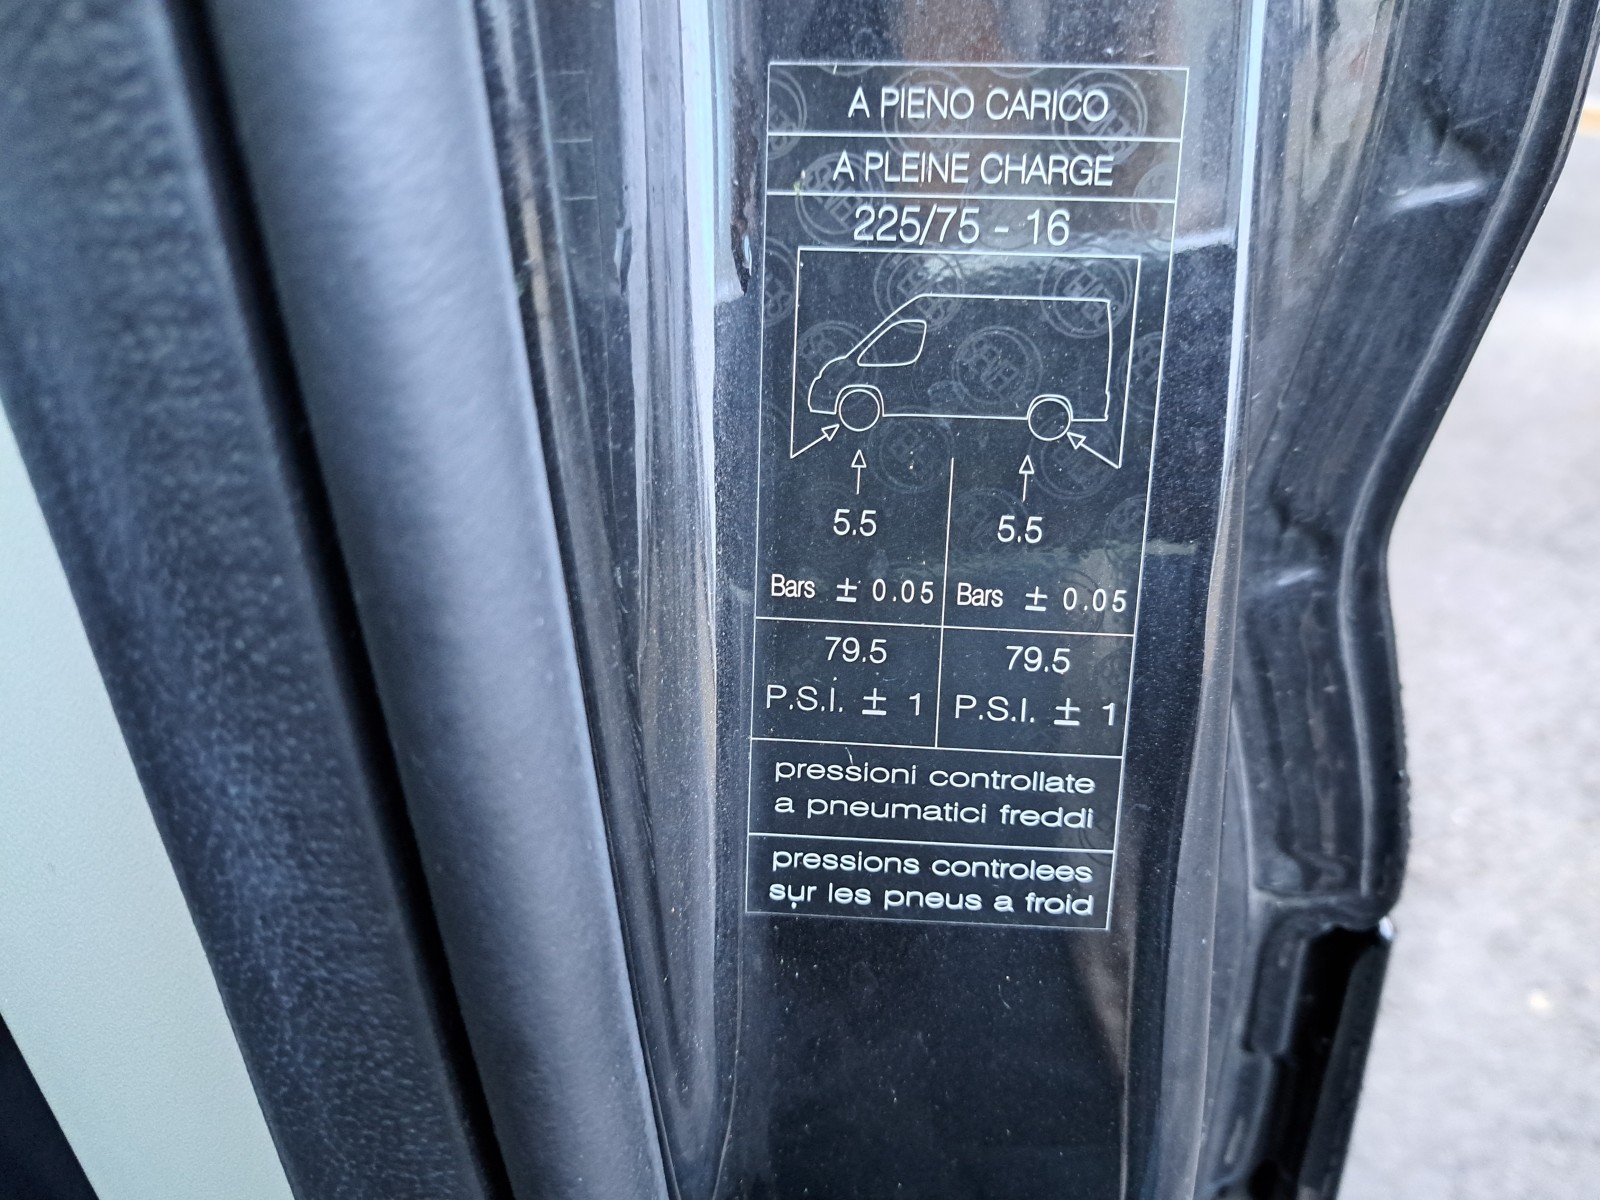 A PIENO CARICO
A PLEINE CHARGE
225/75 - 16
5.5 5.5
Bars ± 0.05 Bars ± 0.05
79.5 79.5
P.S.I. ± 1 P.S.I. ± 1
pressioni controllate
a pneumatici freddi
pressions controlees
sur les pneus a froid